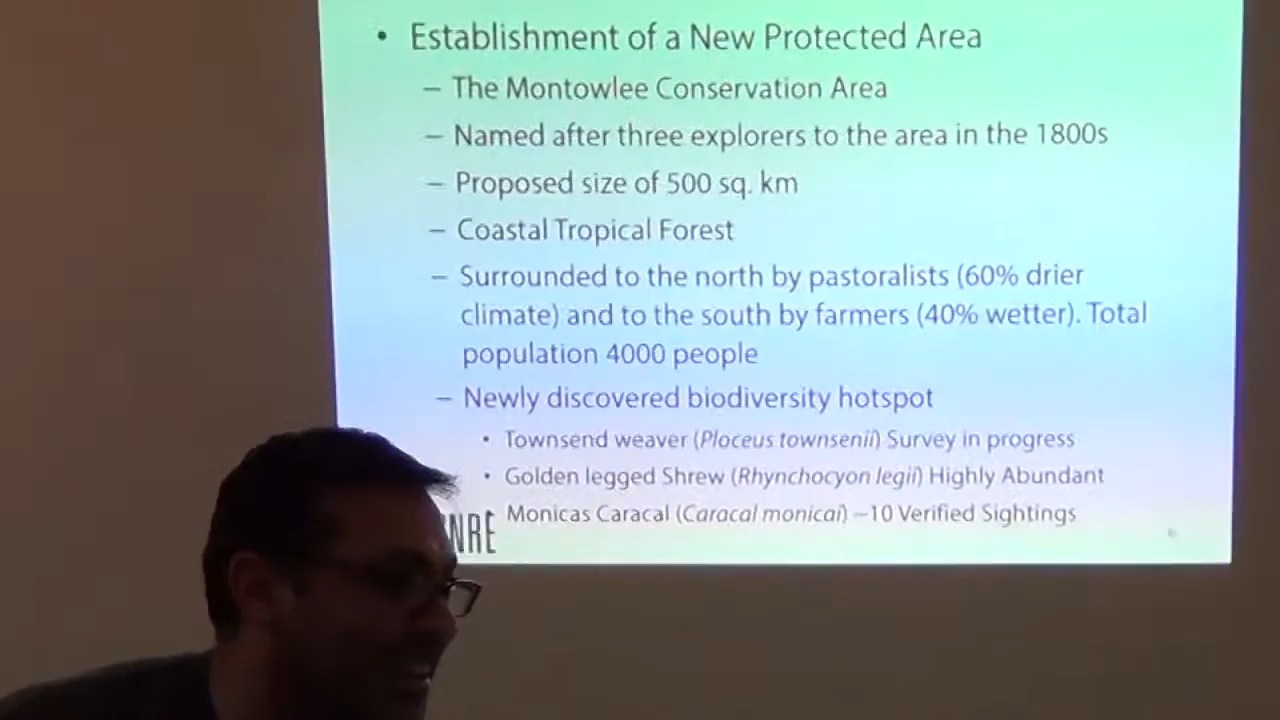 • Establishment of a New Protected Area
– The Montowlee Conservation Area
– Named after three explorers to the area in the 1800s
– Proposed size of 500 sq. km
– Coastal Tropical Forest
– Surrounded to the north by pastoralists (60% drier
climate) and to the south by farmers (40% wetter). Total
population 4000 people
– Newly discovered biodiversity hotspot
• Townsend weaver (Ploceus townsenii) Survey in progress
• Golden legged Shrew (Rhynchocyon legii) Highly Abundant
Monicas Caracal (Caracal monicai) ~10 Verified Sightings
NRE